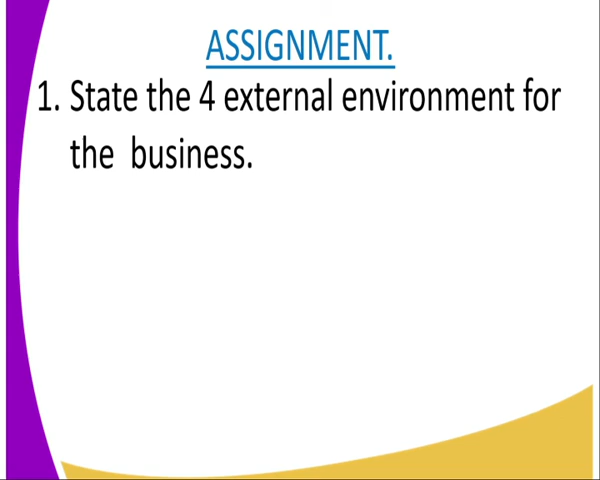 ASSIGNMENT.
1. State the 4 external environment for
the business.